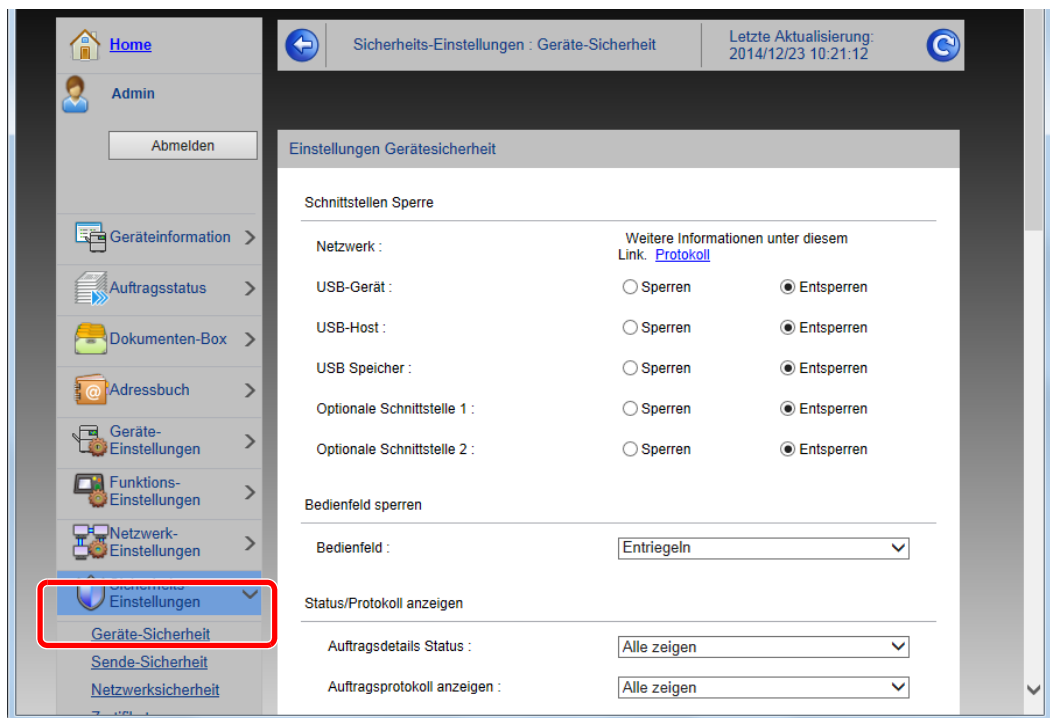 Home
Admin
Abmelden
Geräteinformation
Auftragsstatus
Dokumenten-Box
Adressbuch
Geräte-
Einstellungen
Funktions-
Einstellungen
Netzwerk-
Einstellungen
Sicherheits-
Einstellungen
Geräte-Sicherheit
Sende-Sicherheit
Netzwerksicherheit
Sicherheits-Einstellungen : Geräte-Sicherheit
Letzte Aktualisierung:
2014/12/23 10:21:12
Einstellungen Gerätesicherheit
Schnittstellen Sperre
Netzwerk : Weitere Informationen unter diesem
Link. Protokoll
USB-Gerät : Sperren Entsperren
USB-Host : Sperren Entsperren
USB Speicher : Sperren Entsperren
Optionale Schnittstelle 1 : Sperren Entsperren
Optionale Schnittstelle 2 : Sperren Entsperren
Bedienfeld sperren
Bedienfeld : Entriegeln
Status/Protokoll anzeigen
Auftragsdetails Status : Alle zeigen
Auftragsprotokoll anzeigen : Alle zeigen